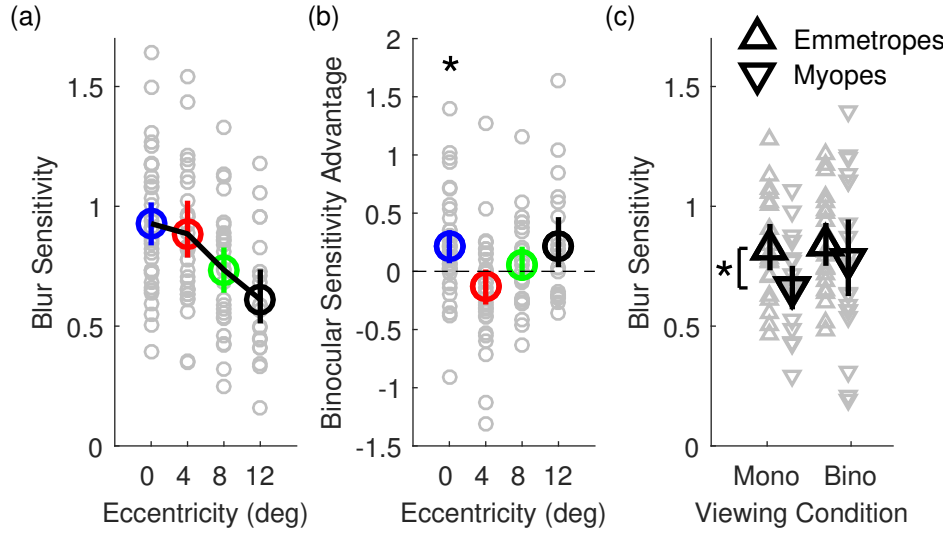 (a)
(b)
(c)
Blur Sensitivity
1.5
1
0.5
0
0 4 8 12
Eccentricity (deg)
Binocular Sensitivity Advantage
2
1.5
1
0.5
0
-0.5
-1
-1.5
*
0 4 8 12
Eccentricity (deg)
Blur Sensitivity
1.5
1
0.5
0
Emmetropes
Myopes
*
Mono Bino
Viewing Condition